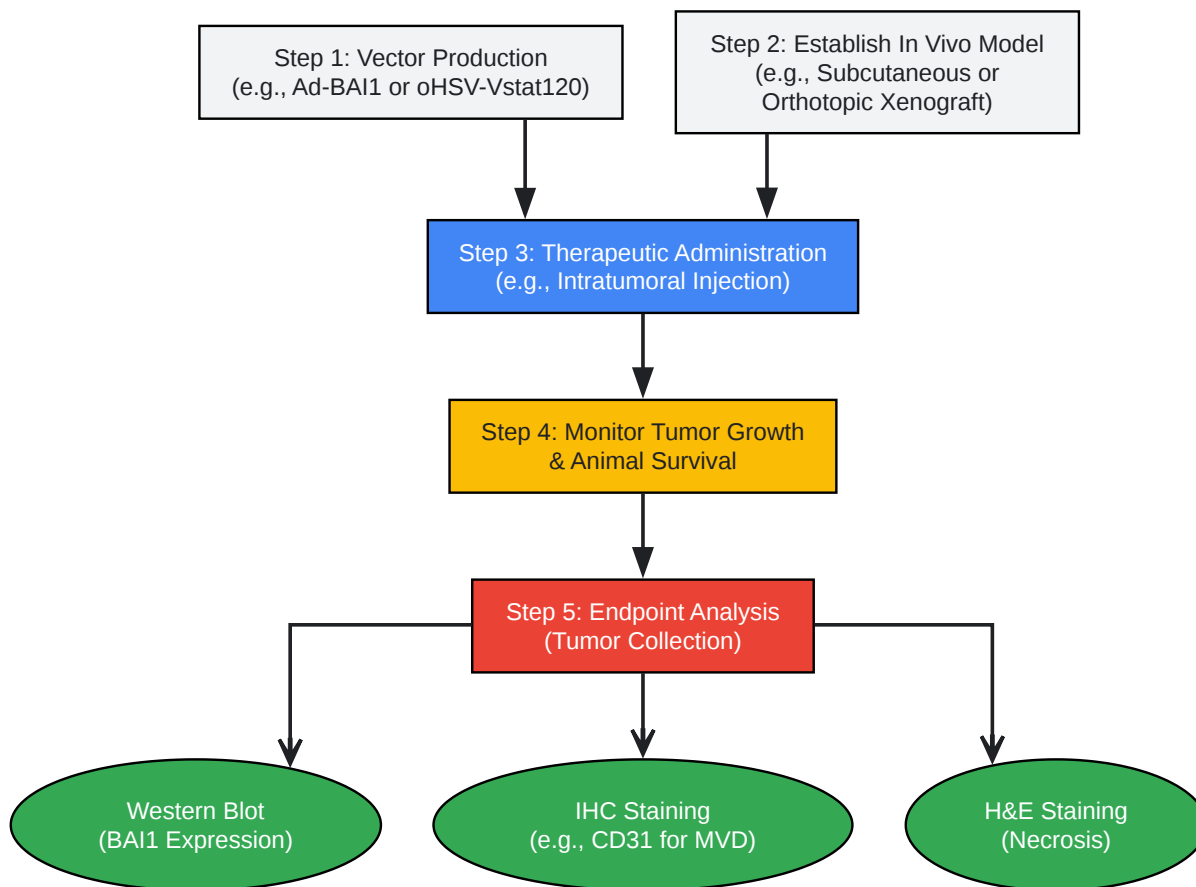 Step 1: Vector Production
(e.g., Ad-BAI1 or oHSV-Vstat120)
Step 2: Establish In Vivo Model
(e.g., Subcutaneous or
Orthotopic Xenograft)
Step 3: Therapeutic Administration
(e.g., Intratumoral Injection)
Step 4: Monitor Tumor Growth
& Animal Survival
Step 5: Endpoint Analysis
(Tumor Collection)
Western Blot
(BAI1 Expression)
IHC Staining
(e.g., CD31 for MVD)
H&E Staining
(Necrosis)